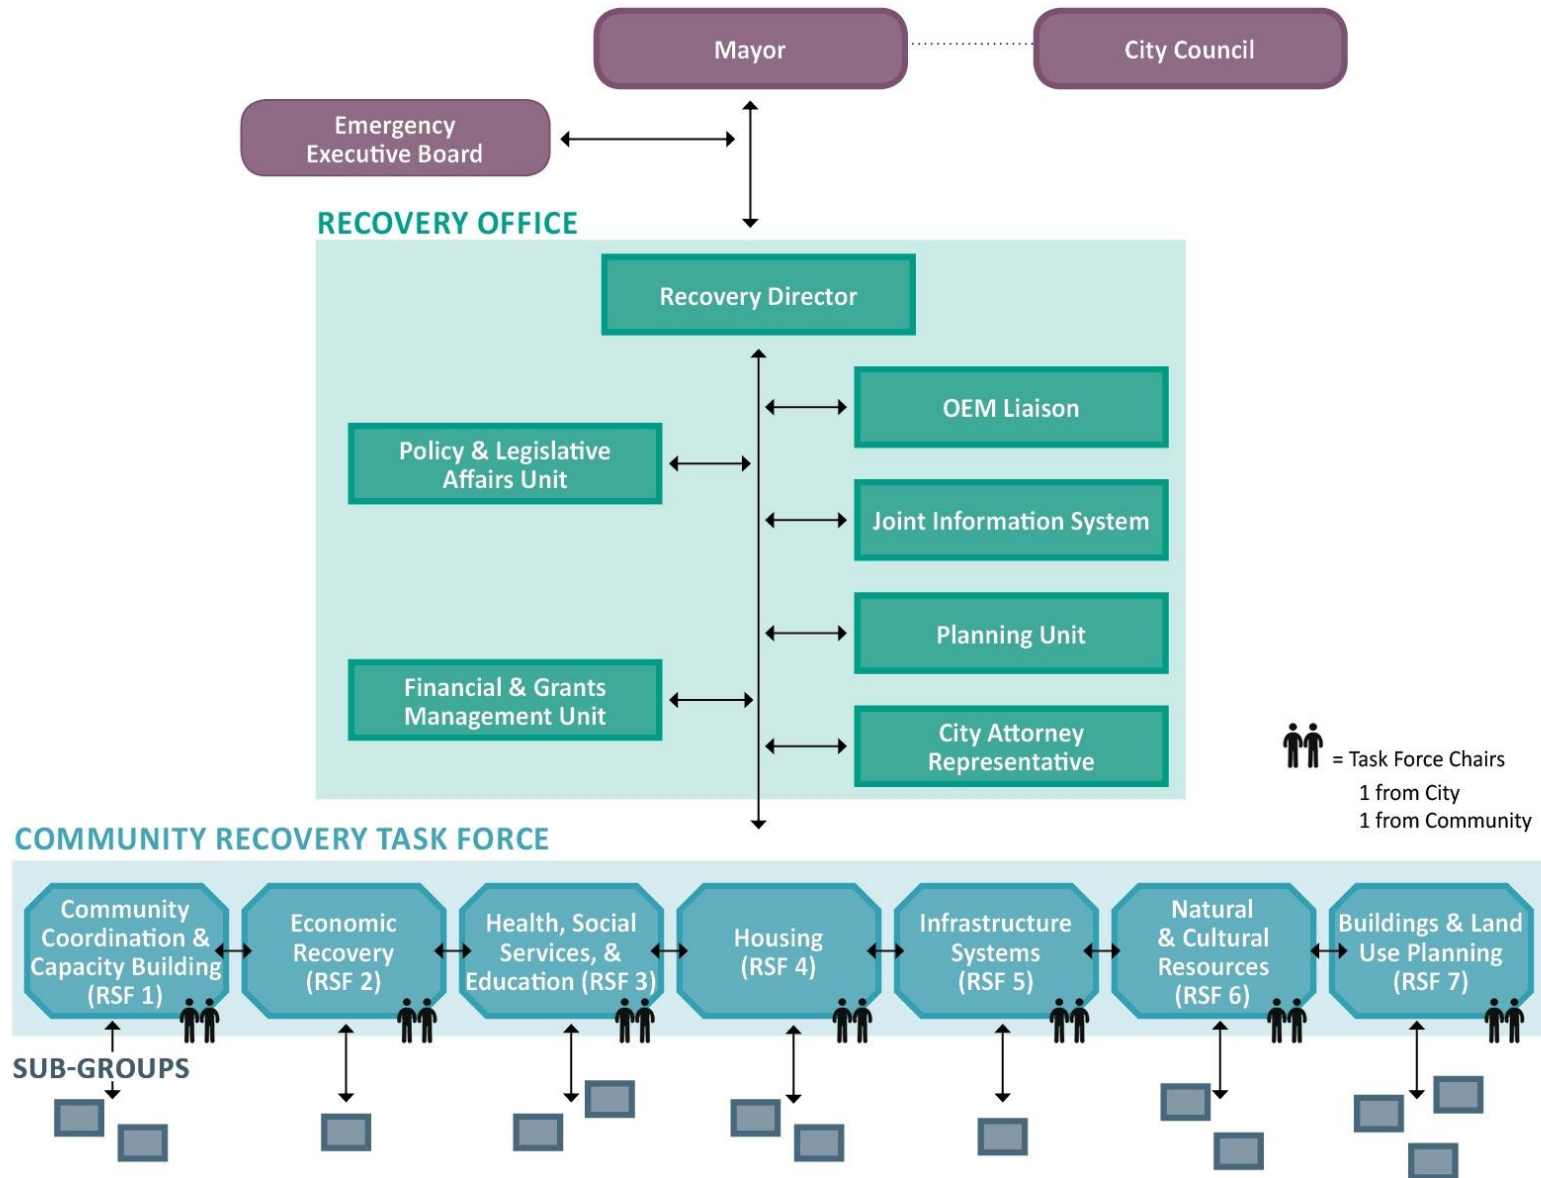 Mayor
City Council
Emergency
Executive Board
RECOVERY OFFICE
Recovery Director
OEM Liaison
Policy & Legislative
Affairs Unit
Joint Information System
Planning Unit
Financial & Grants
Management Unit
City Attorney
Representative
= Task Force Chairs
1 from City
1 from Community
COMMUNITY RECOVERY TASK FORCE
Community
Coordination &
Capacity Building
(RSF 1)
Economic
Recovery
(RSF 2)
Health, Social
Services, &
Education (RSF 3)
Housing
(RSF 4)
Infrastructure
Systems
(RSF 5)
Natural
& Cultural
Resources
(RSF 6)
Buildings & Land
Use Planning
(RSF 7)
SUB-GROUPS